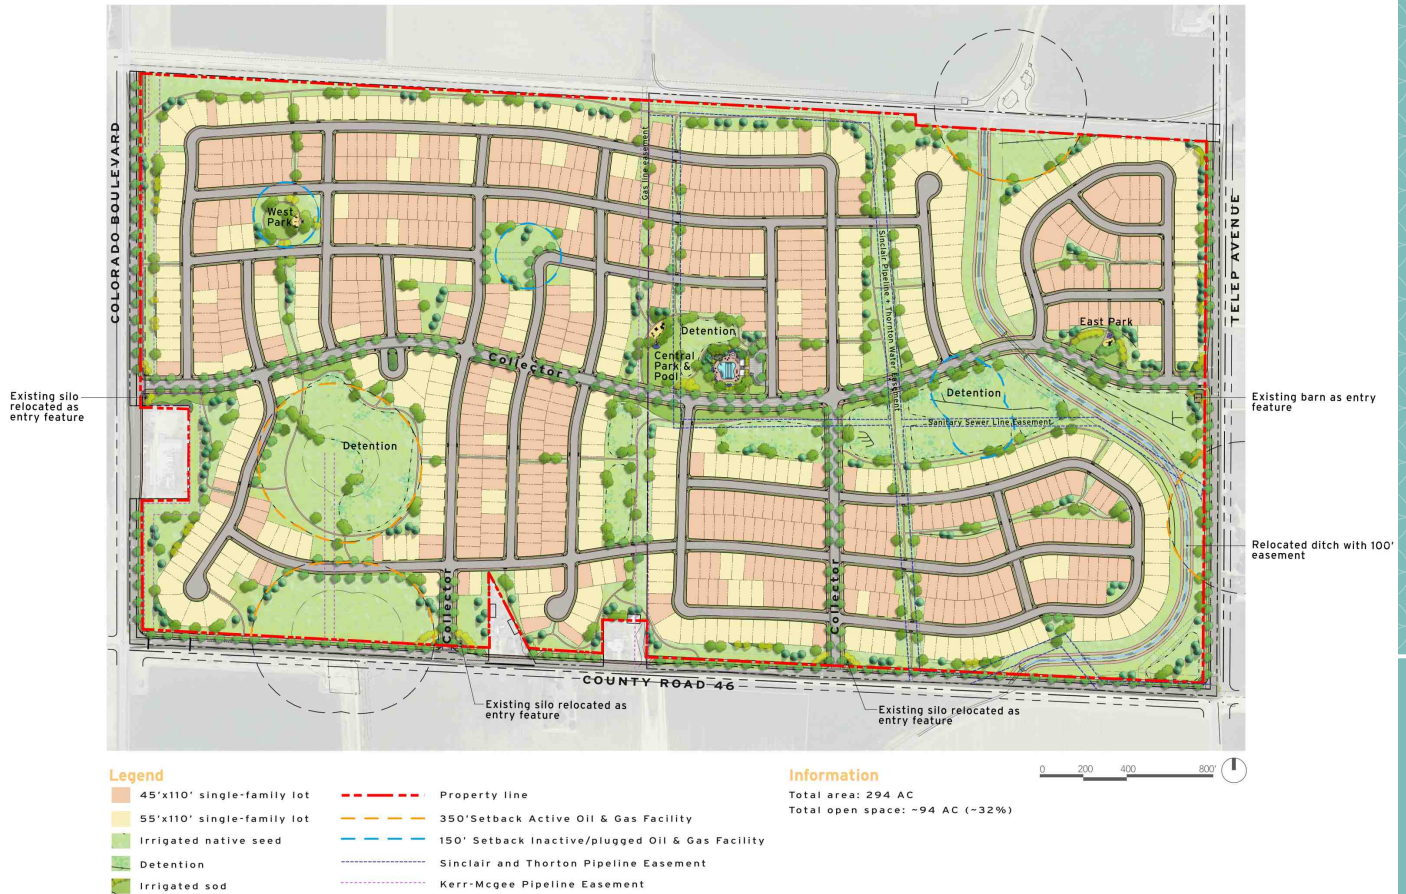 COLORADO BOULEVARD
TELEP AVENUE
Gas line easement
West
Park
Sinclair Pipeline + Thornton Water Easement
East Park
Detention
Central
Park &
Pool
Collector
Existing silo
relocated as
entry feature
Detention
Existing barn as entry
feature
Sanitary Sewer Line Easement
Detention
Relocated ditch with 100'
easement
Collector
Collector
COUNTY ROAD 46
Existing silo relocated as
entry feature
Existing silo relocated as
entry feature
Legend
45'x110' single-family lot
55'x110' single-family lot
Irrigated native seed
Detention
Irrigated sod
Property line
350'Setback Active Oil & Gas Facility
150' Setback Inactive/plugged Oil & Gas Facility
Sinclair and Thorton Pipeline Easement
Kerr-Mcgee Pipeline Easement
Information
Total area: 294 AC
Total open space: ~94 AC (~32%)
0 200 400 800'